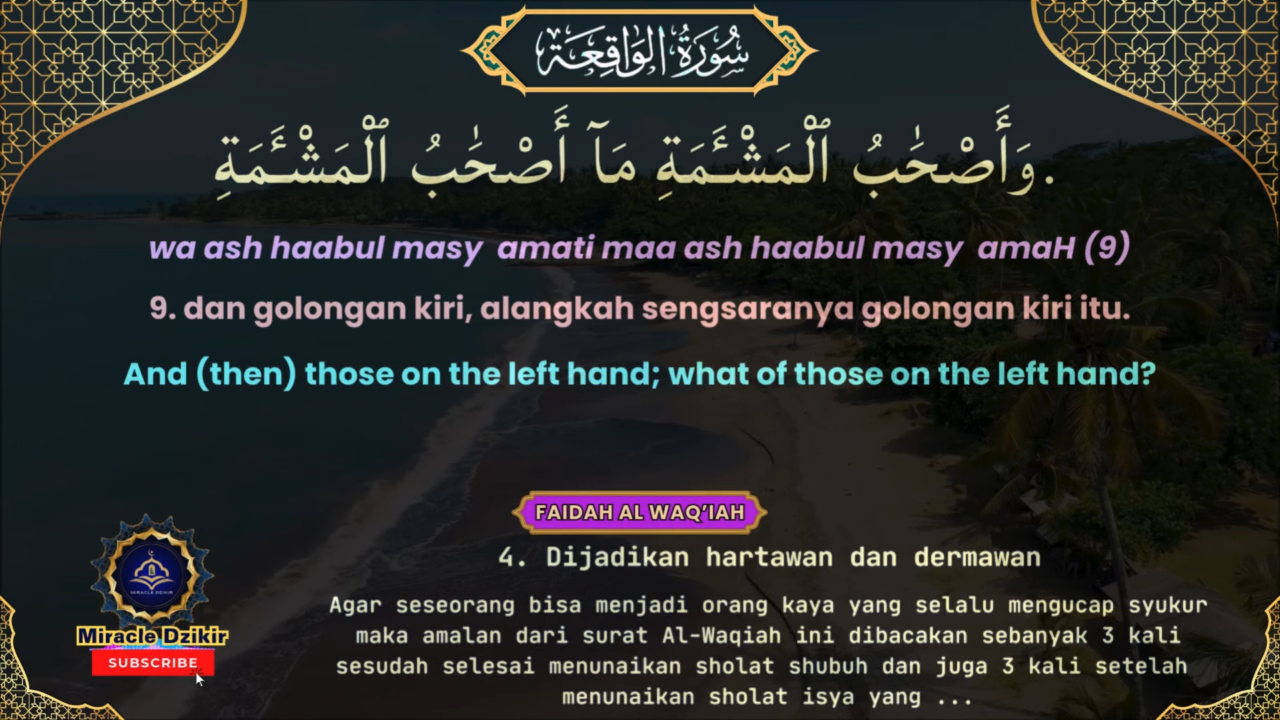 سُورَةُ الوَاقِعَة
وَأَصْحَٰبُ ٱلْمَشْـَٔمَةِ مَآ أَصْحَٰبُ ٱلْمَشْـَٔمَةِ .
wa ash haabul masy amati maa ash haabul masy amaH (9)
9. dan golongan kiri, alangkah sengsaranya golongan kiri itu.
And (then) those on the left hand; what of those on the left hand?
FAIDAH AL WAQ’IAH
4. Dijadikan hartawan dan dermawan
Agar seseorang bisa menjadi orang kaya yang selalu mengucap syukur
maka amalan dari surat Al-Waqiah ini dibacakan sebanyak 3 kali
sesudah selesai menunaikan sholat shubuh dan juga 3 kali setelah
menunaikan sholat isya yang ...
MIRACLE DZIKIR
Miracle Dzikir
SUBSCRIBE